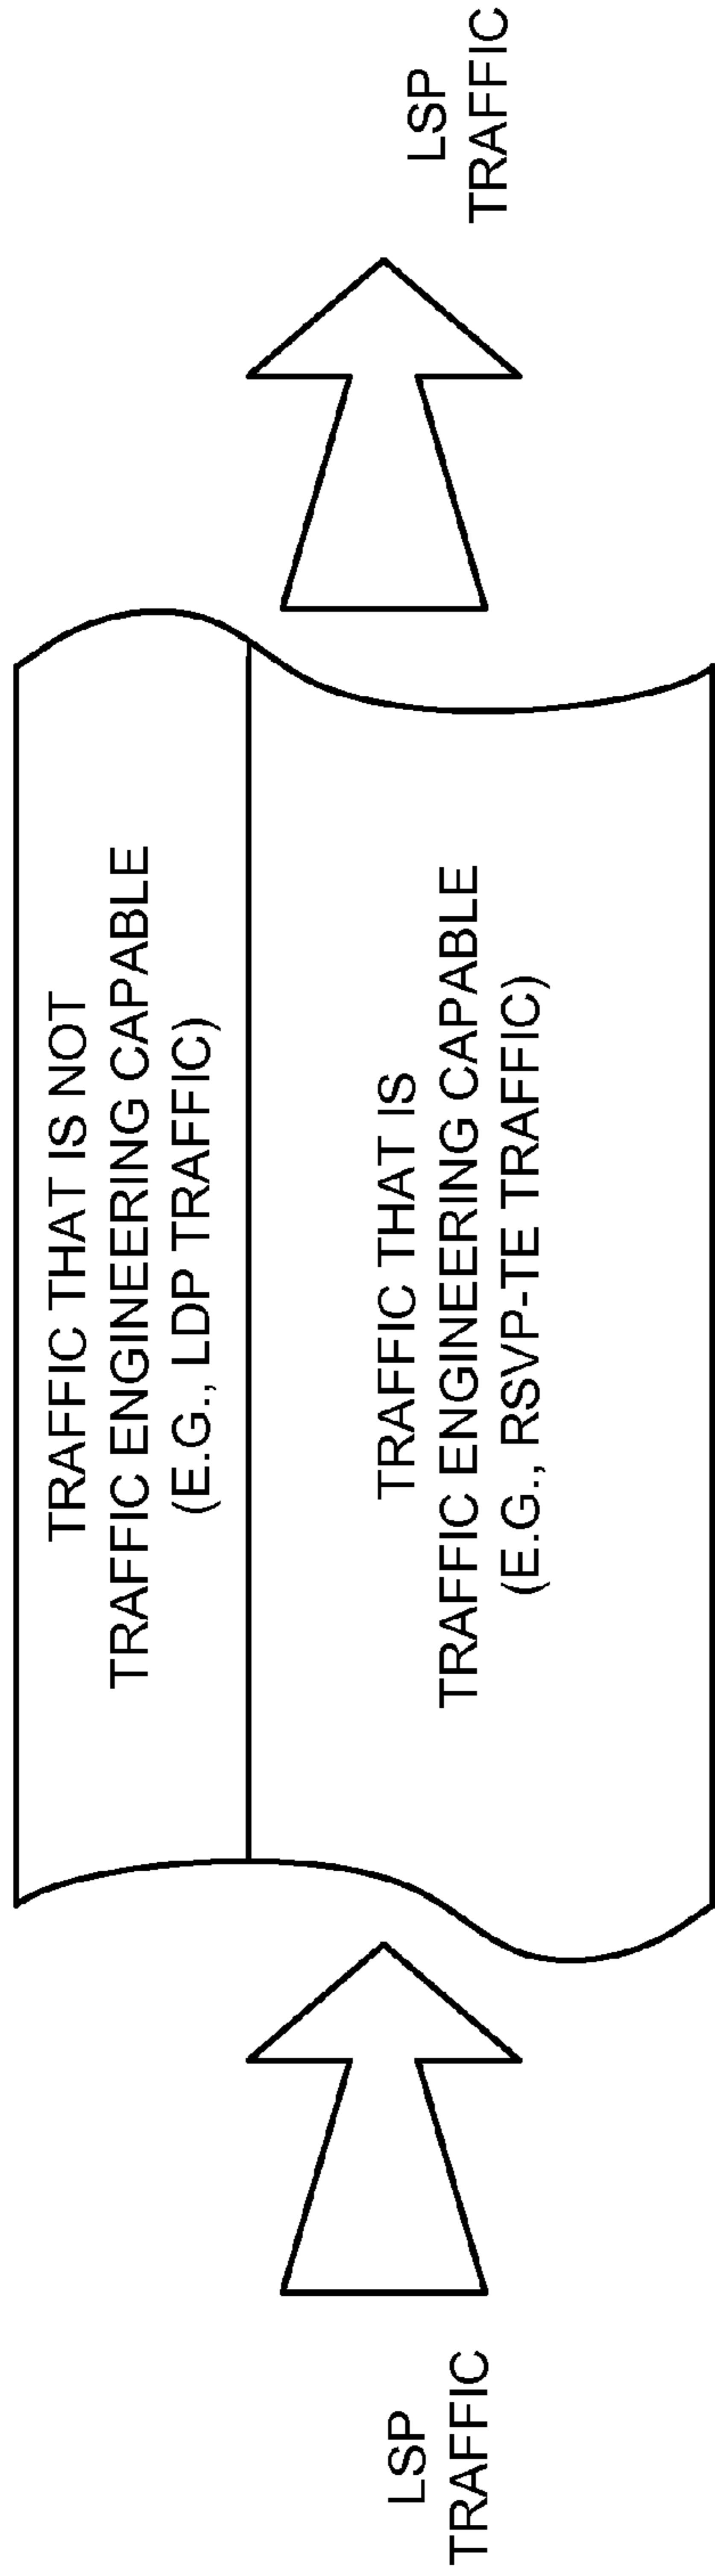 LSP
TRAFFIC
TRAFFIC THAT IS NOT
TRAFFIC ENGINEERING CAPABLE
(E.G., LDP TRAFFIC)
TRAFFIC THAT IS
TRAFFIC ENGINEERING CAPABLE
(E.G., RSVP-TE TRAFFIC)
LSP
TRAFFIC